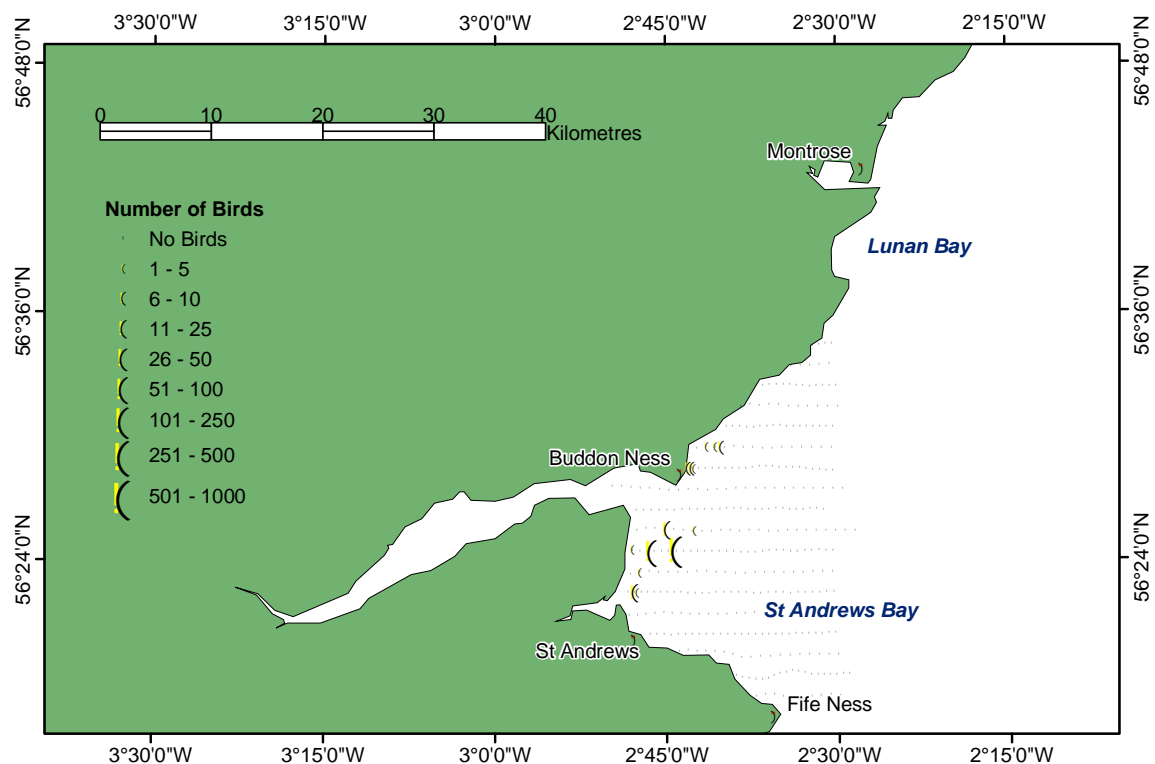 3°30'0"W 3°15'0"W 3°0'0"W 2°45'0"W 2°30'0"W 2°15'0"W
56°48'0"N
56°48'0"N
0 10 20 30 40
Kilometres
Montrose
Number of Birds
No Birds
1 - 5
6 - 10
11 - 25
26 - 50
51 - 100
101 - 250
251 - 500
501 - 1000
Lunan Bay
56°36'0"N
56°36'0"N
Buddon Ness
56°24'0"N
56°24'0"N
St Andrews Bay
St Andrews
Fife Ness
3°30'0"W 3°15'0"W 3°0'0"W 2°45'0"W 2°30'0"W 2°15'0"W